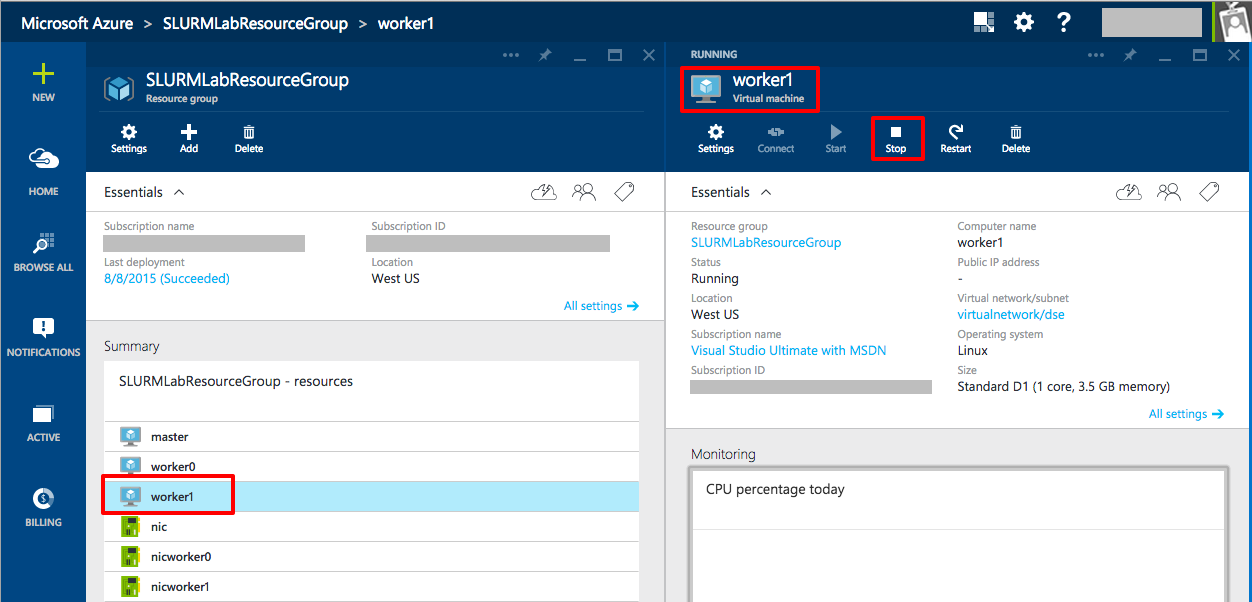 Microsoft Azure > SLURMLabResourceGroup > worker1
NEW
HOME
BROWSE ALL
NOTIFICATIONS
ACTIVE
BILLING
SLURMLabResourceGroup
Resource group
Settings Add Delete
Essentials
Subscription name Subscription ID
Last deployment Location
8/8/2015 (Succeeded) West US
All settings →
Summary
SLURMLabResourceGroup - resources
master
worker0
worker1
nic
nicworker0
nicworker1
RUNNING
worker1
Virtual machine
Settings Connect Start Stop Restart Delete
Essentials
Resource group Computer name
SLURMLabResourceGroup worker1
Status Public IP address
Running -
Location Virtual network/subnet
West US virtualnetwork/dse
Subscription name Operating system
Visual Studio Ultimate with MSDN Linux
Subscription ID Size
Standard D1 (1 core, 3.5 GB memory)
All settings →
Monitoring
CPU percentage today